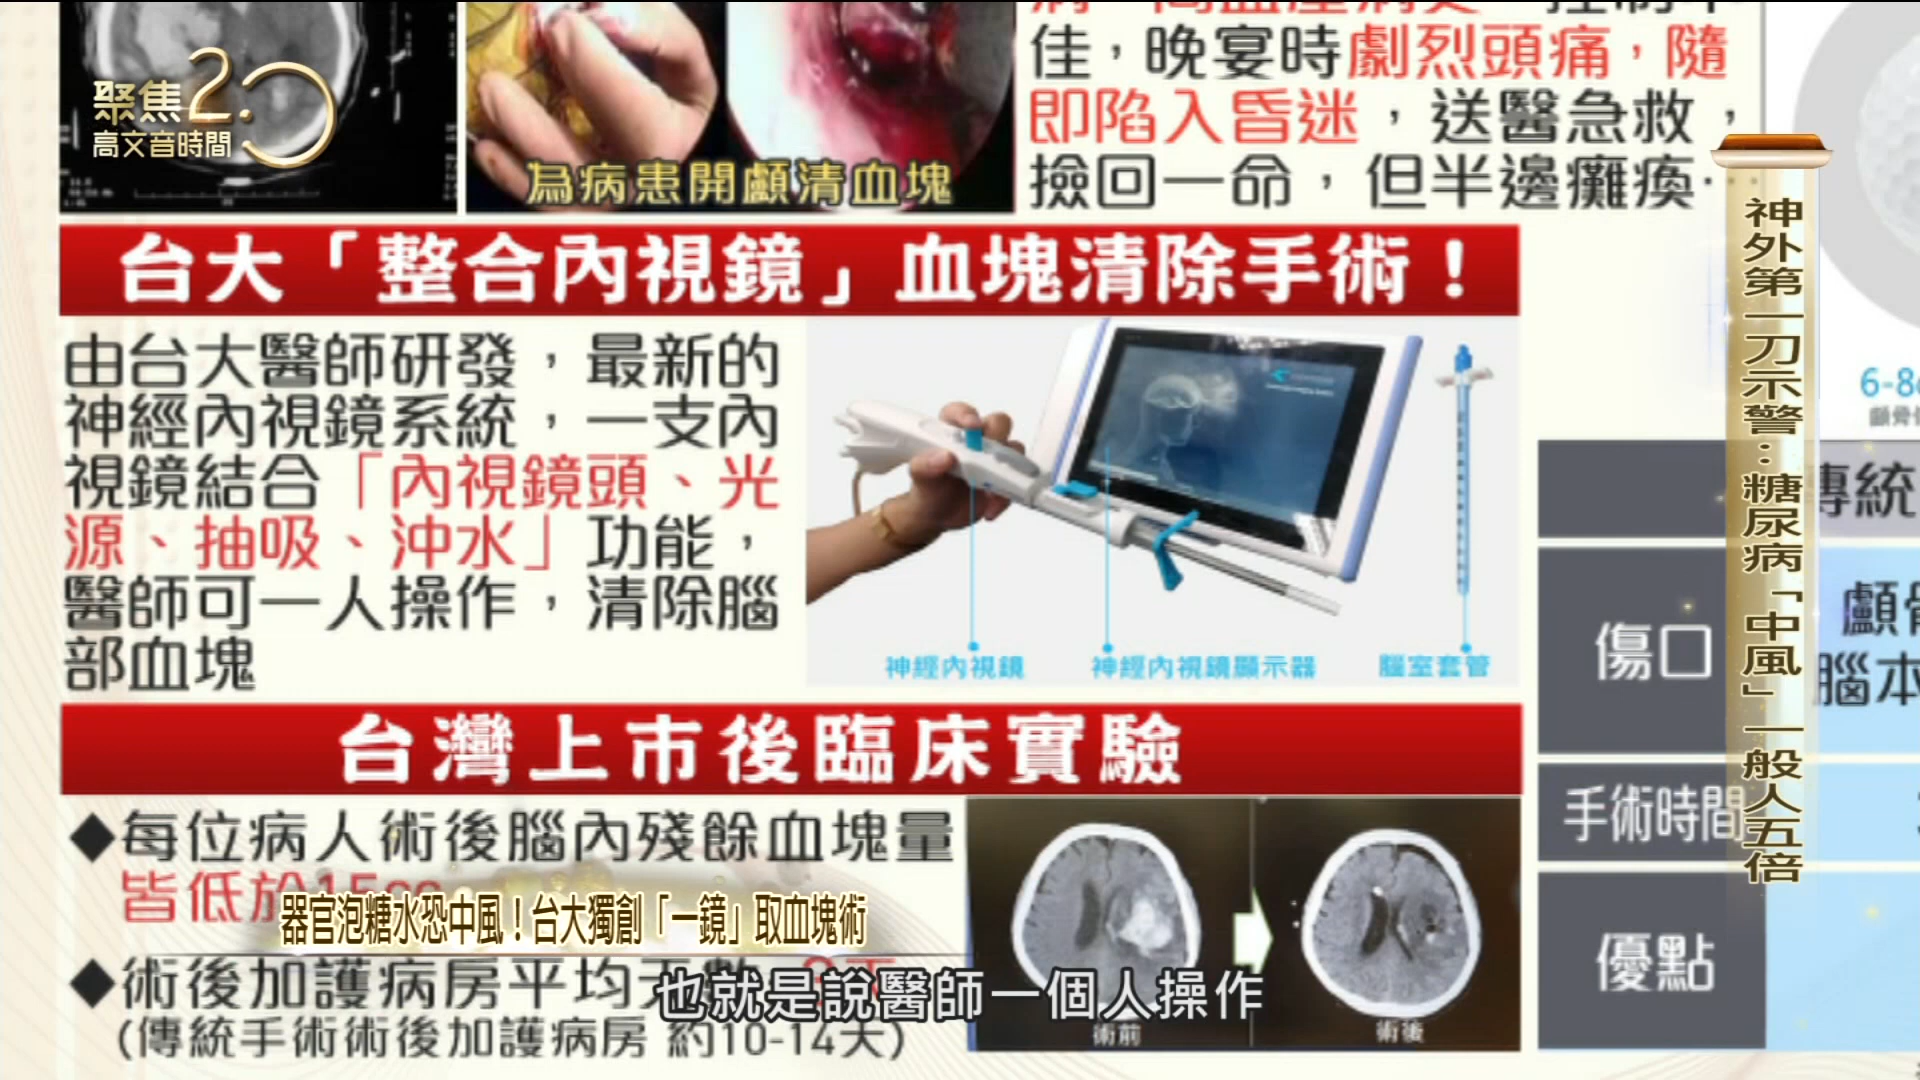 聚焦2.0
高文音時間
為病患開顱清血塊
佳，晚宴時劇烈頭痛，隨
即陷入昏迷，送醫急救，
撿回一命，但半邊癱瘓…
台大「整合內視鏡」血塊清除手術！
由台大醫師研發，最新的
神經內視鏡系統，一支內
視鏡結合「內視鏡頭、光
源、抽吸、沖水」功能，
醫師可一人操作，清除腦
部血塊
神經內視鏡
神經內視鏡顯示器
腦室套管
台灣上市後臨床實驗
◆每位病人術後腦內殘餘血塊量
皆低於15cc
◆術後加護病房平均天數
(傳統手術術後加護病房 約10-14天)
術前
術後
器官泡糖水恐中風！台大獨創「一鏡」取血塊術
也就是說醫師一個人操作
6-8
傳統
傷口
顱骨
腦本
手術時間
優點
神外第一刀示警：糖尿病「中風」一般人五倍